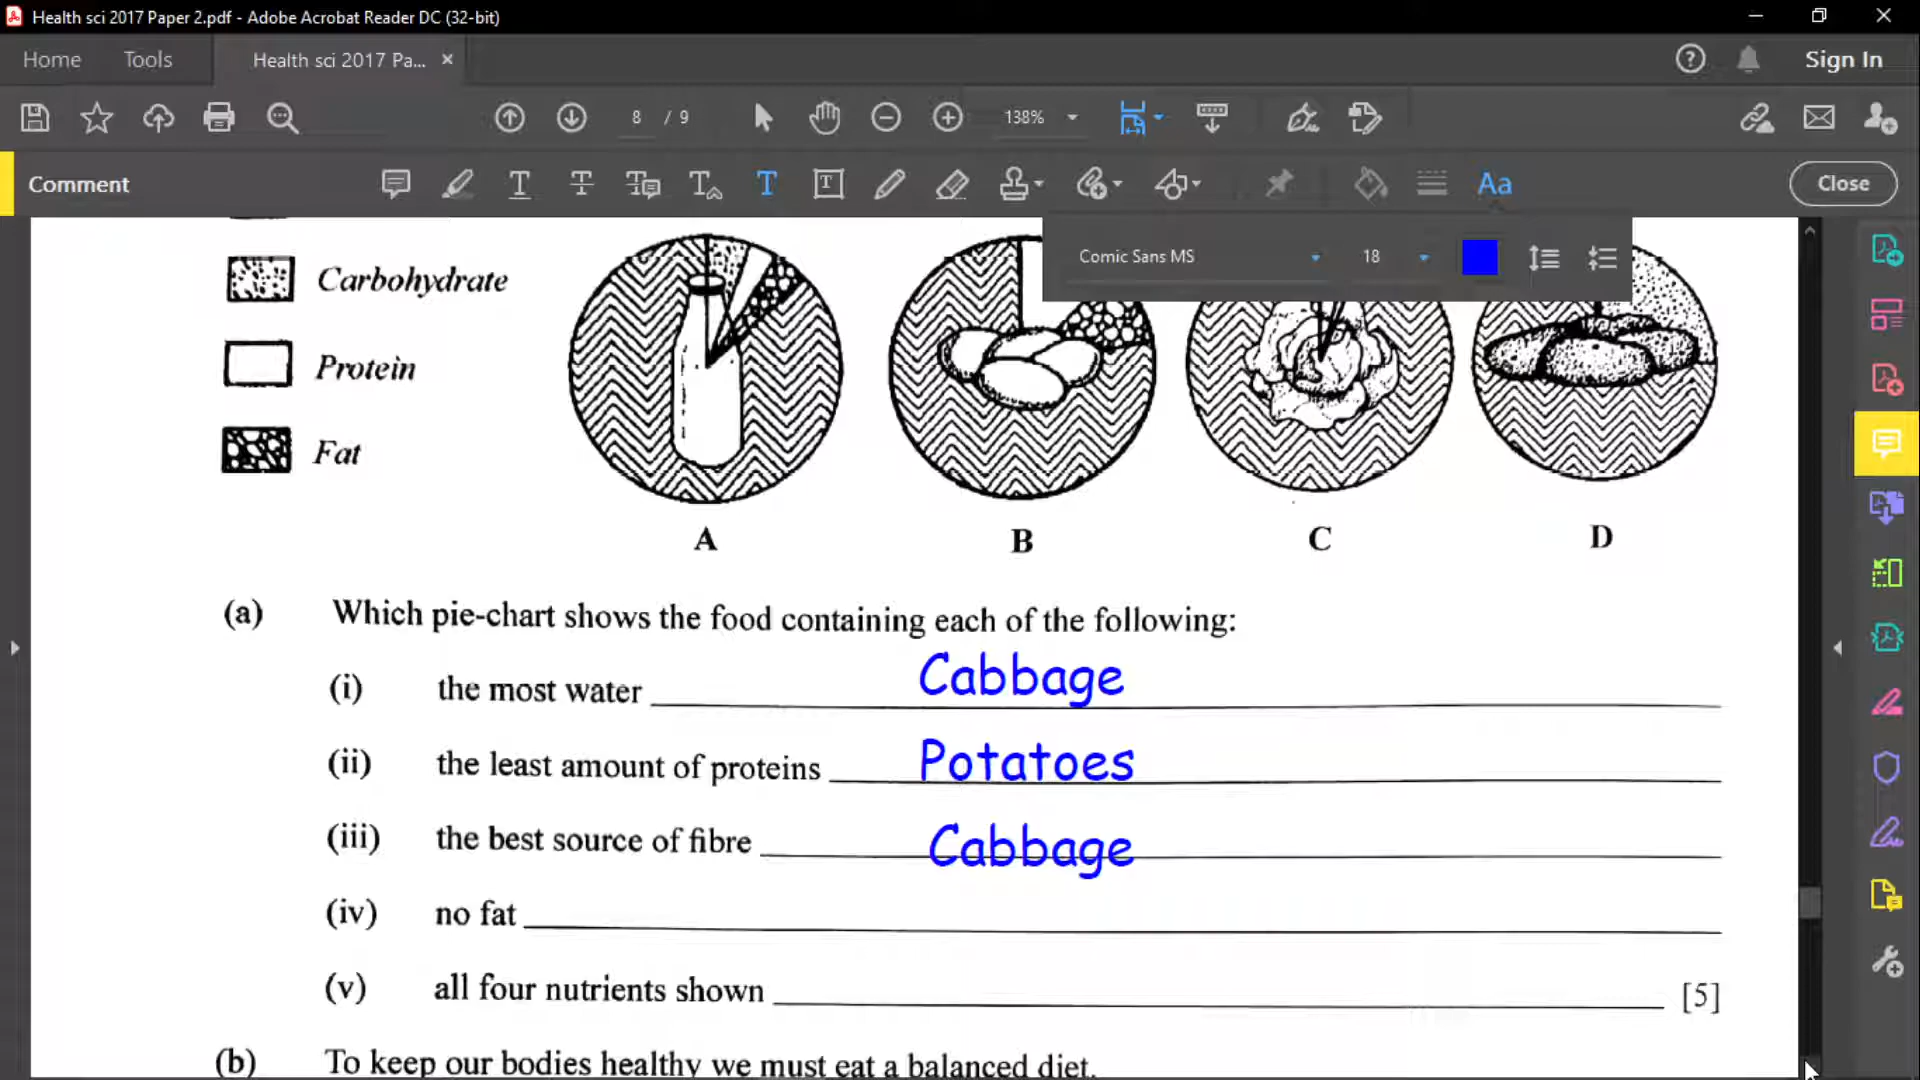 Health sci 2017 Paper 2.pdf - Adobe Acrobat Reader DC (32-bit)
Home
Tools
Health sci 2017 Pa...
Sign In
8 / 9
138%
Comment
Aa
Close
Comic Sans MS
18
Carbohydrate
Protein
Fat
A
B
C
D
(a) Which pie-chart shows the food containing each of the following:
(i) the most water Cabbage
(ii) the least amount of proteins Potatoes
(iii) the best source of fibre Cabbage
(iv) no fat
(v) all four nutrients shown [5]
(b) To keep our bodies healthy we must eat a balanced diet.